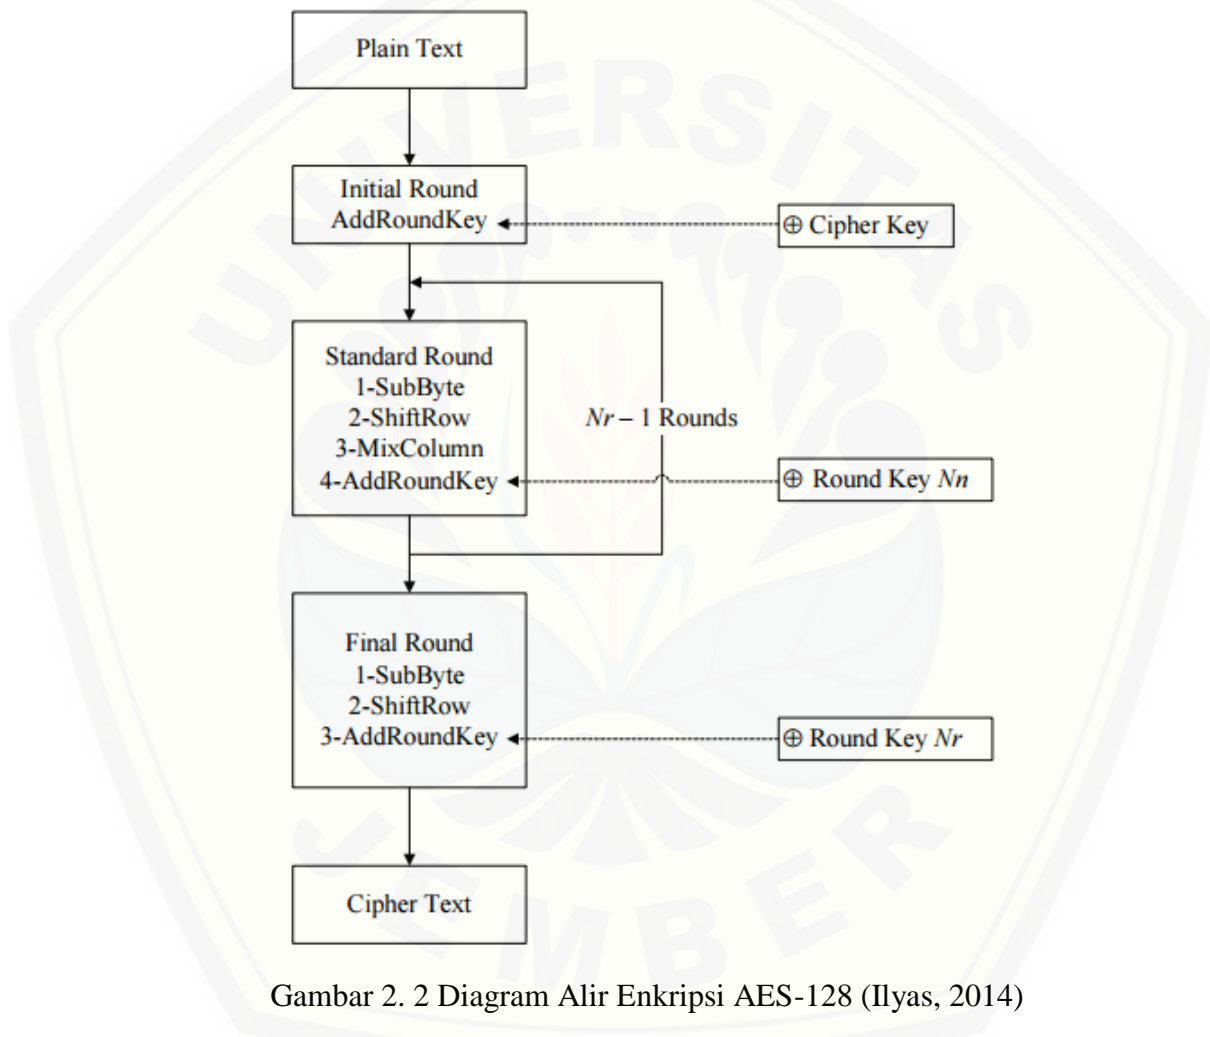 UNIVERSITAS
Plain Text
Initial Round
AddRoundKey
⊕ Cipher Key
Standard Round
1-SubByte
2-ShiftRow
3-MixColumn
4-AddRoundKey
Nr – 1 Rounds
⊕ Round Key Nn
Final Round
1-SubByte
2-ShiftRow
3-AddRoundKey
⊕ Round Key Nr
Cipher Text
JEMBER
Gambar 2. 2 Diagram Alir Enkripsi AES-128 (Ilyas, 2014)